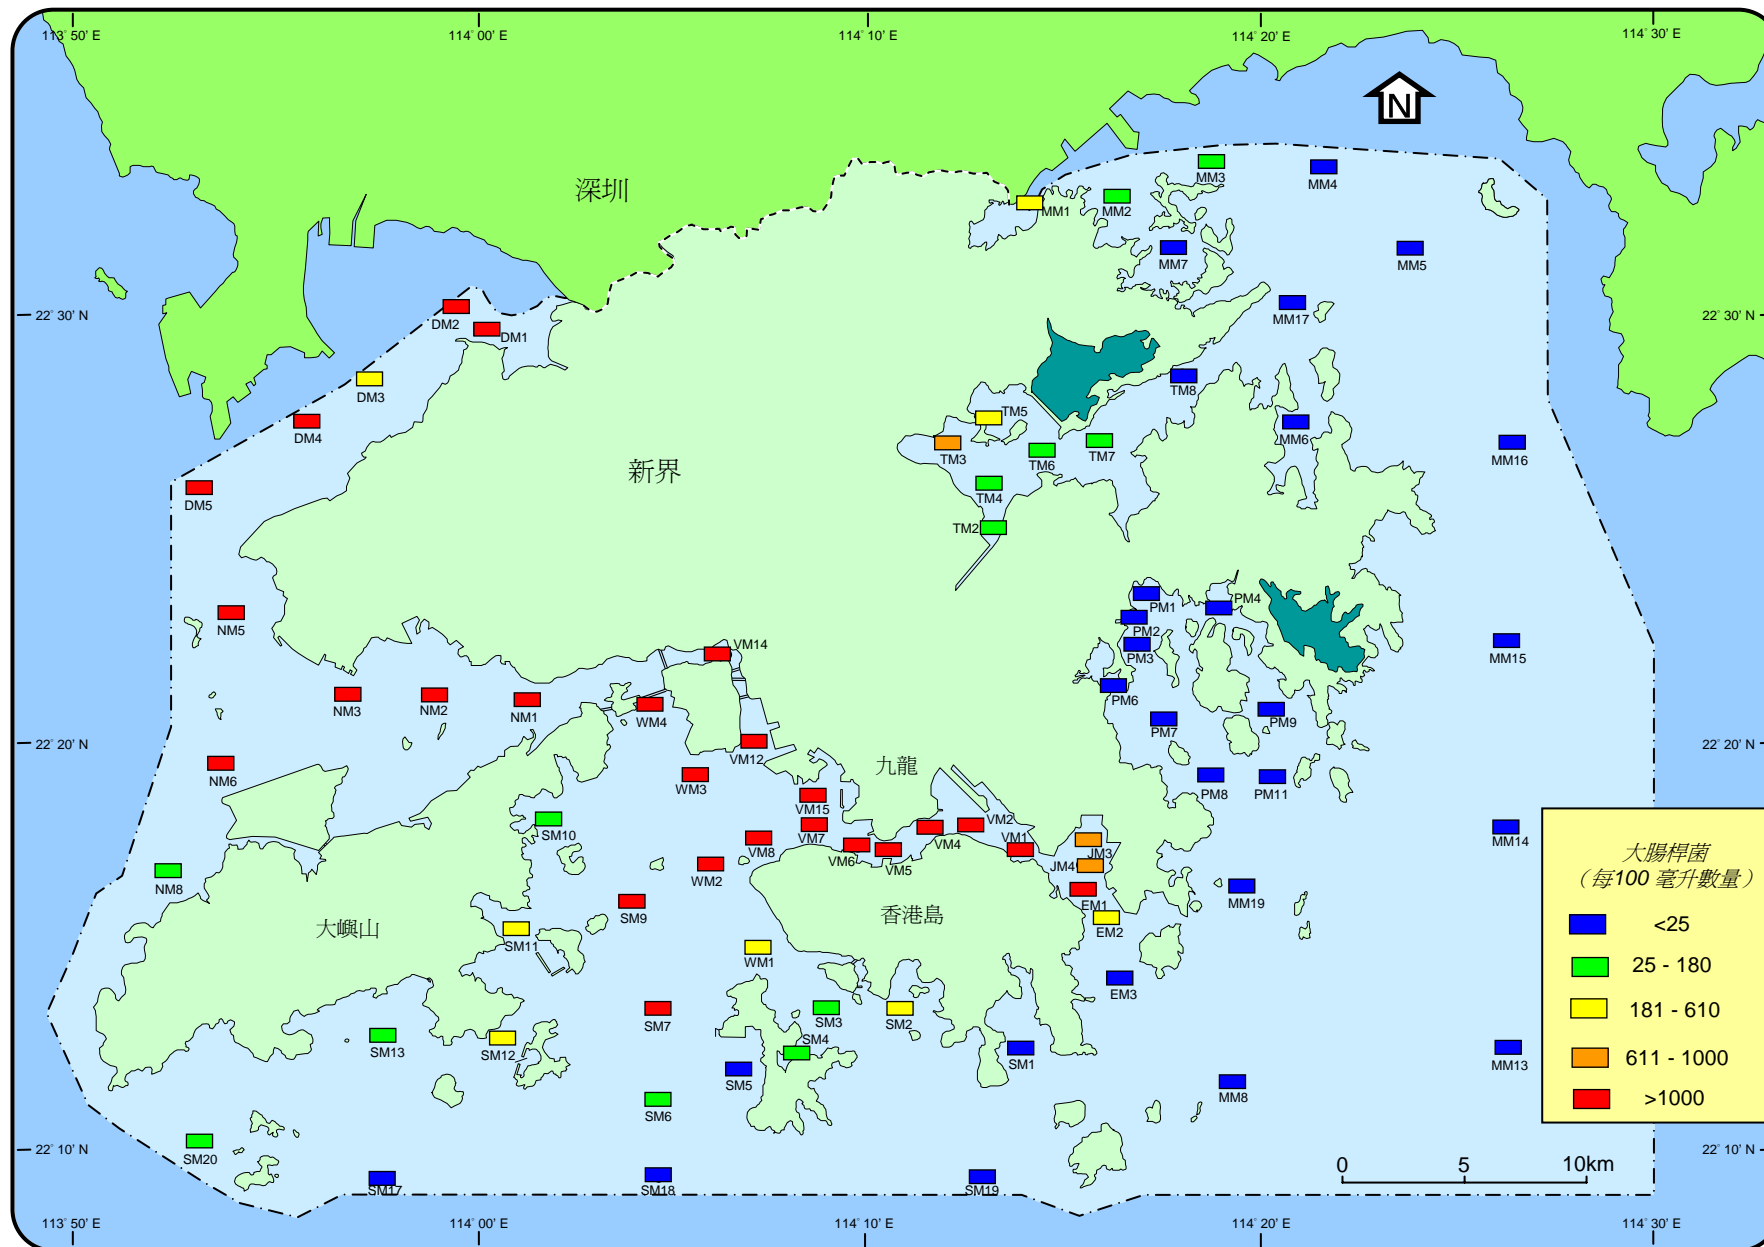 113° 50' E
114° 00' E
114° 10' E
114° 20' E
114° 30' E
N
深圳
MM3
MM4
MM1
MM2
MM7
MM5
22° 30' N
DM2
DM1
MM17
22° 30' N
DM3
TM8
DM4
TM5
MM6
TM3
TM6
TM7
MM16
新界
DM5
TM4
TM2
NM5
PM1
PM4
PM2
PM3
VM14
MM15
NM3
NM2
NM1
WM4
PM6
PM7
PM9
22° 20' N
VM12
22° 20' N
NM6
九龍
WM3
PM8
PM11
VM15
SM10
VM7
VM8
VM6
VM5
VM4
VM2
VM1
JM3
JM4
MM14
大腸桿菌
（每100 毫升數量）
NM8
WM2
EM1
MM19
SM9
香港島
EM2
<25
大嶼山
SM11
WM1
25 - 180
EM3
SM7
SM3
SM2
181 - 610
SM13
SM12
SM4
SM1
MM13
611 - 1000
SM5
MM8
SM6
>1000
22° 10' N
SM20
22° 10' N
0
5
10km
SM17
SM18
SM19
113° 50' E
114° 00' E
114° 10' E
114° 20' E
114° 30' E